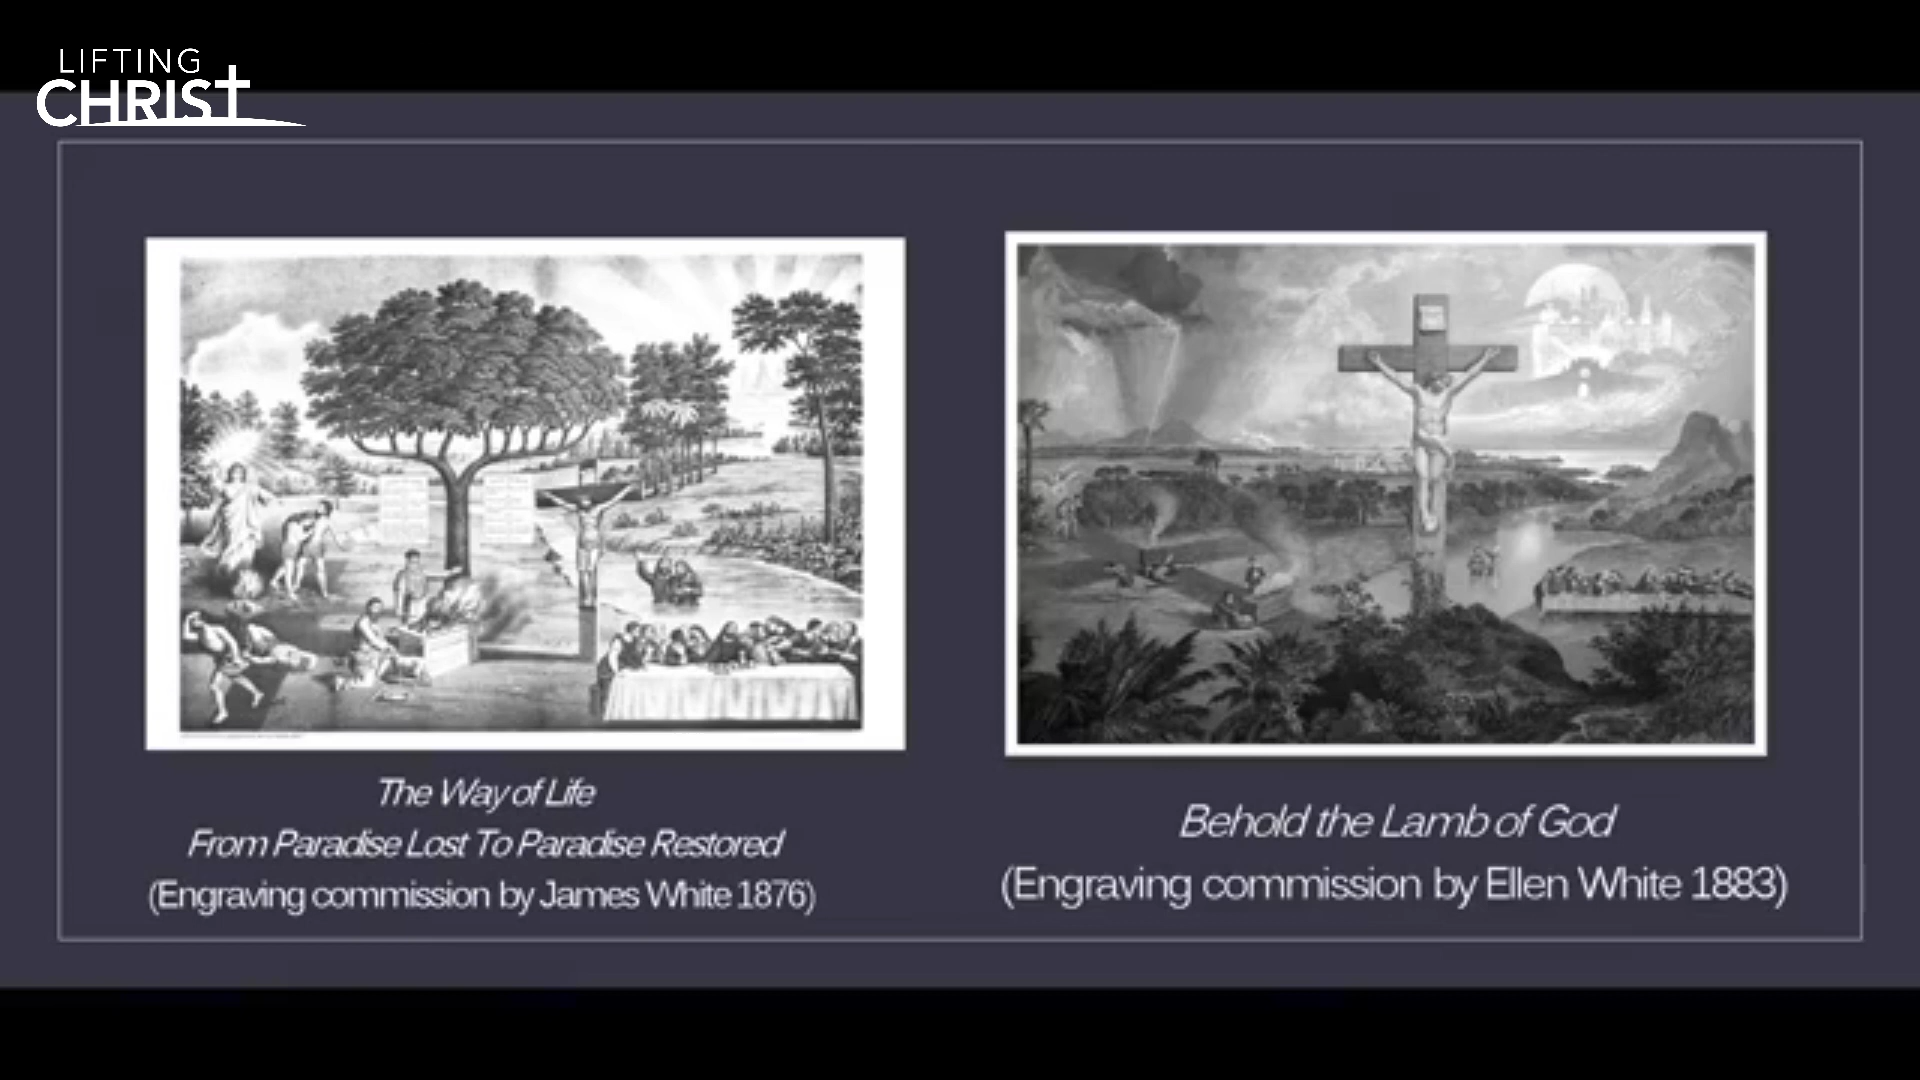 LIFTING
CHRIST
The Way of Life
From Paradise Lost To Paradise Restored
(Engraving commission by James White 1876)
Behold the Lamb of God
(Engraving commission by Ellen White 1883)